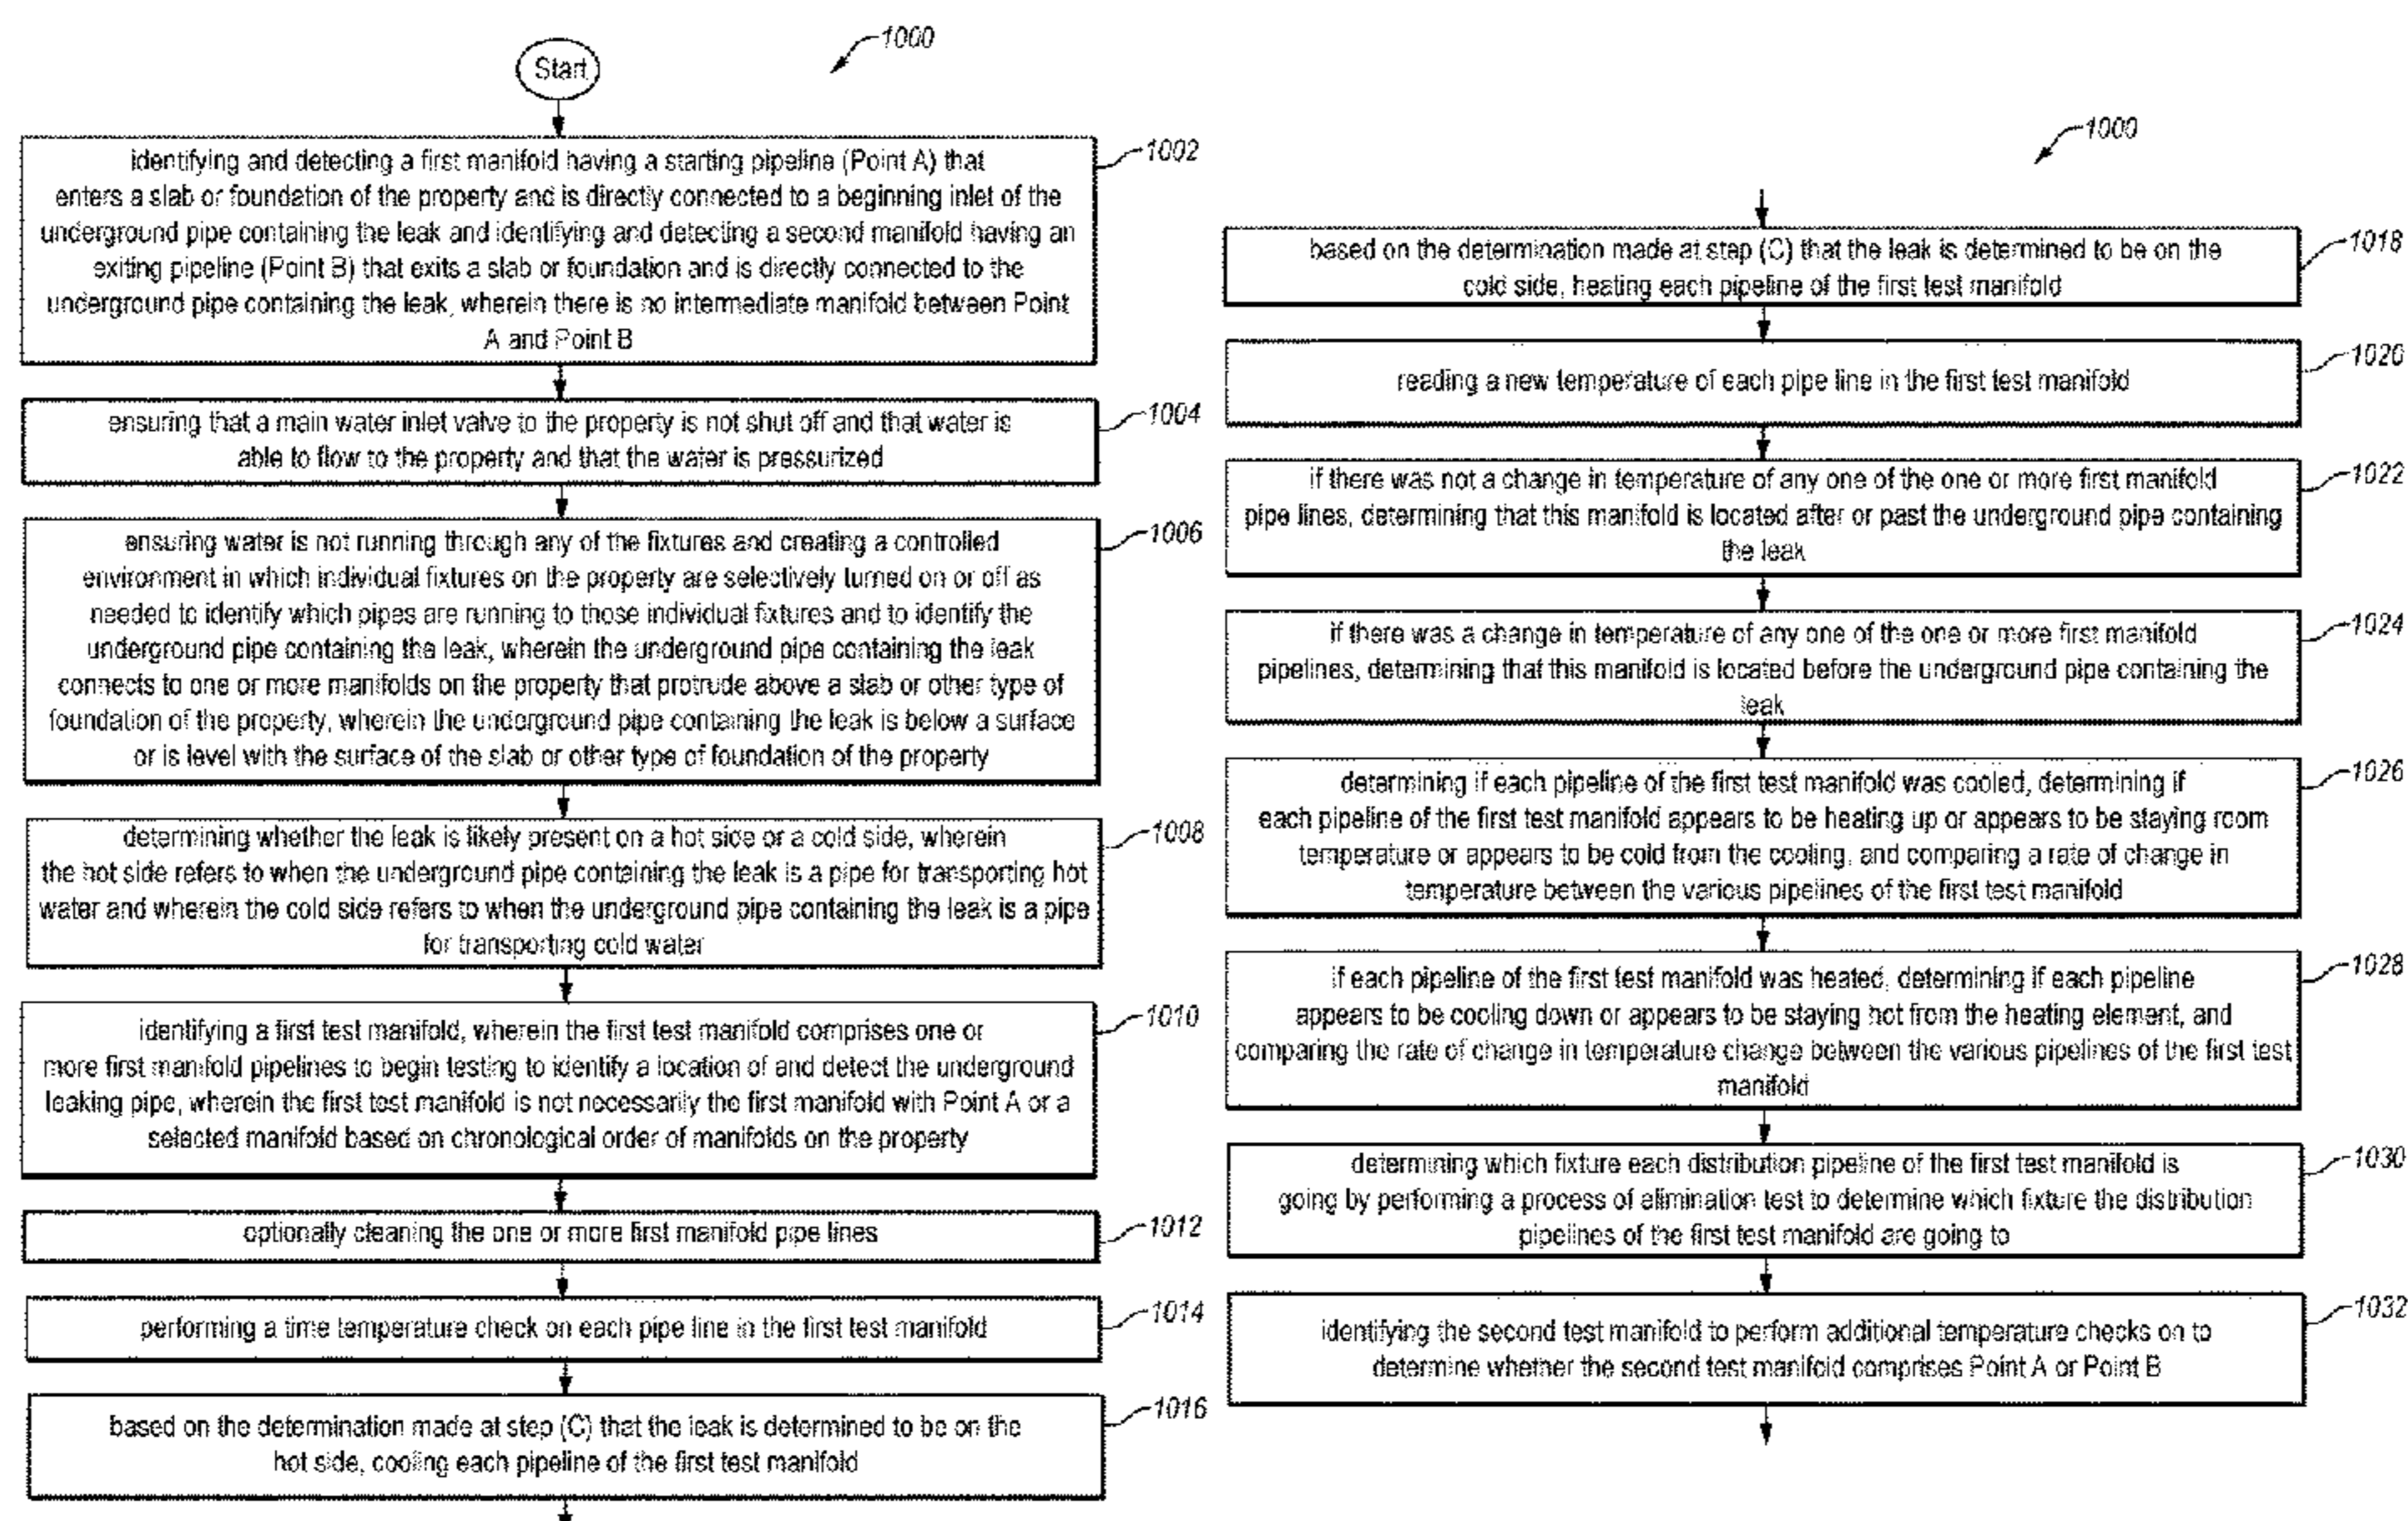 Start
1000
identifying and detecting a first manifold having a starting pipeline (Point A) that
enters a slab or foundation of the property and is directly connected to a beginning inlet of the
underground pipe containing the leak and identifying and detecting a second manifold having an
exiting pipeline (Point B) that exits a slab or foundation and is directly connected to the
underground pipe containing the leak, wherein there is no intermediate manifold between Point
A and Point B
1002
ensuring that a main water inlet valve to the property is not shut off and that water is
able to flow to the property and that the water is pressurized
1004
ensuring water is not running through any of the fixtures and creating a controlled
environment in which individual fixtures on the property are selectively turned on or off as
needed to identify which pipes are running to those individual fixtures and to identify the
underground pipe containing the leak, wherein the underground pipe containing the leak
connects to one or more manifolds on the property that protrude above a slab or other type of
foundation of the property, wherein the underground pipe containing the leak is below a surface
or is level with the surface of the slab or other type of foundation of the property
1006
determining whether the leak is likely present on a hot side or a cold side, wherein
the hot side refers to when the underground pipe containing the leak is a pipe for transporting hot
water and wherein the cold side refers to when the underground pipe containing the leak is a pipe
for transporting cold water
1008
identifying a first test manifold, wherein the first test manifold comprises one or
more first manifold pipelines to begin testing to identify a location of and detect the underground
leaking pipe, wherein the first test manifold is not necessarily the first manifold with Point A or a
selected manifold based on chronological order of manifolds on the property
1010
optionally cleaning the one or more first manifold pipe lines
1012
performing a time temperature check on each pipe line in the first test manifold
1014
based on the determination made at step (C) that the leak is determined to be on the
hot side, cooling each pipeline of the first test manifold
1016
1000
based on the determination made at step (C) that the leak is determined to be on the
cold side, heating each pipeline of the first test manifold
1018
reading a new temperature of each pipe line in the first test manifold
1020
if there was not a change in temperature of any one of the one or more first manifold
pipe lines, determining that this manifold is located after or past the underground pipe containing
the leak
1022
if there was a change in temperature of any one of the one or more first manifold
pipelines, determining that this manifold is located before the underground pipe containing the
leak
1024
determining if each pipeline of the first test manifold was cooled, determining if
each pipeline of the first test manifold appears to be heating up or appears to be staying room
temperature or appears to be cold from the cooling, and comparing a rate of change in
temperature between the various pipelines of the first test manifold
1026
if each pipeline of the first test manifold was heated, determining if each pipeline
appears to be cooling down or appears to be staying hot from the heating element, and
comparing the rate of change in temperature change between the various pipelines of the first test
manifold
1028
determining which fixture each distribution pipeline of the first test manifold is
going by performing a process of alimination test to determine which fixture the distribution
pipelines of the first test manifold are going to
1030
identifying the second test manifold to perform additional temperature checks on to
determine whether the second test manifold comprises Point A or Point B
1032